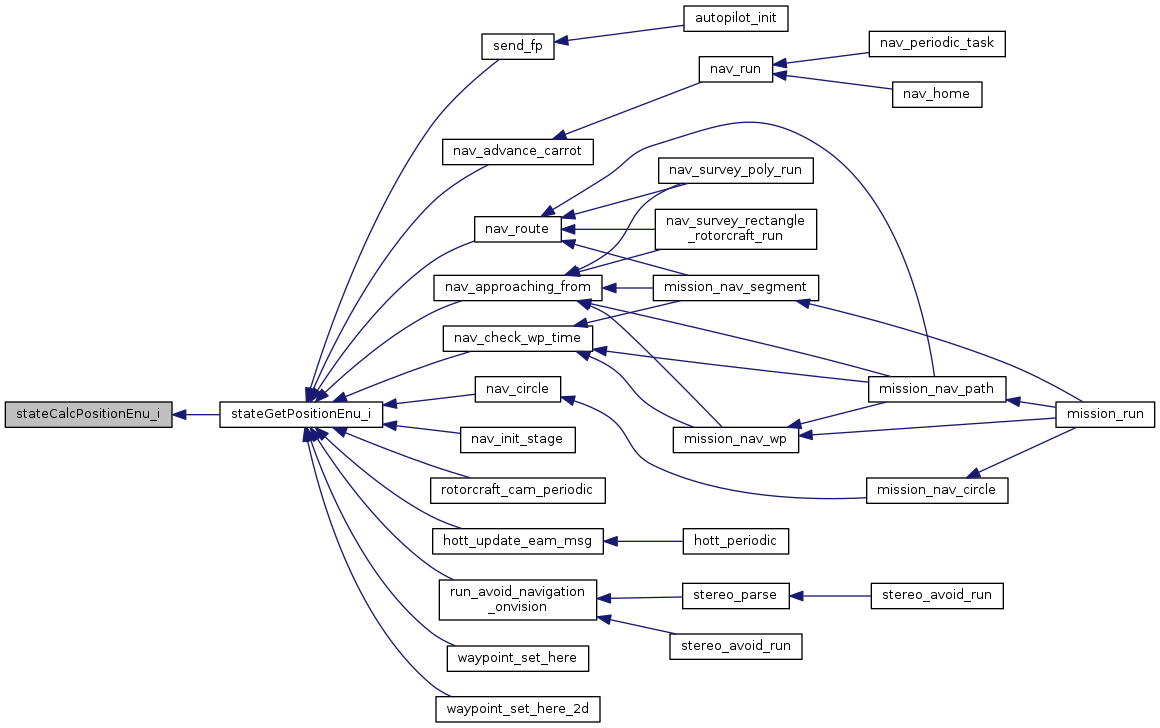 autopilot_init
send_fp
nav_periodic_task
nav_run
nav_home
nav_advance_carrot
nav_survey_poly_run
nav_route
nav_survey_rectangle
_rotorcraft_run
nav_approaching_from
mission_nav_segment
nav_check_wp_time
nav_circle
mission_nav_path
stateCalcPositionEnu_i
stateGetPositionEnu_i
mission_run
nav_init_stage
mission_nav_wp
rotorcraft_cam_periodic
mission_nav_circle
hott_update_eam_msg
hott_periodic
run_avoid_navigation
_onvision
stereo_parse
stereo_avoid_run
stereo_avoid_run
waypoint_set_here
waypoint_set_here_2d